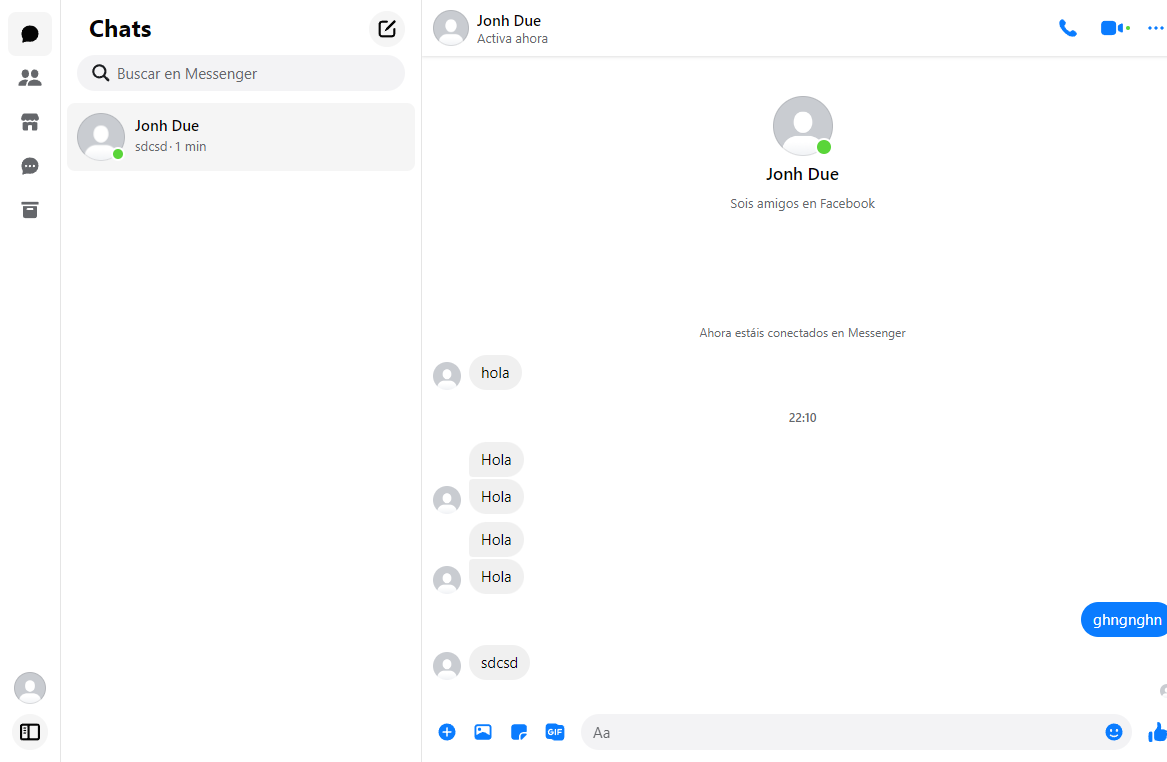 Chats
Buscar en Messenger
Jonh Due
sdcsd · 1 min
Jonh Due
Activa ahora
Jonh Due
Sois amigos en Facebook
Ahora estáis conectados en Messenger
hola
22:10
Hola
Hola
Hola
Hola
ghngnghn
sdcsd
GIF
Aa